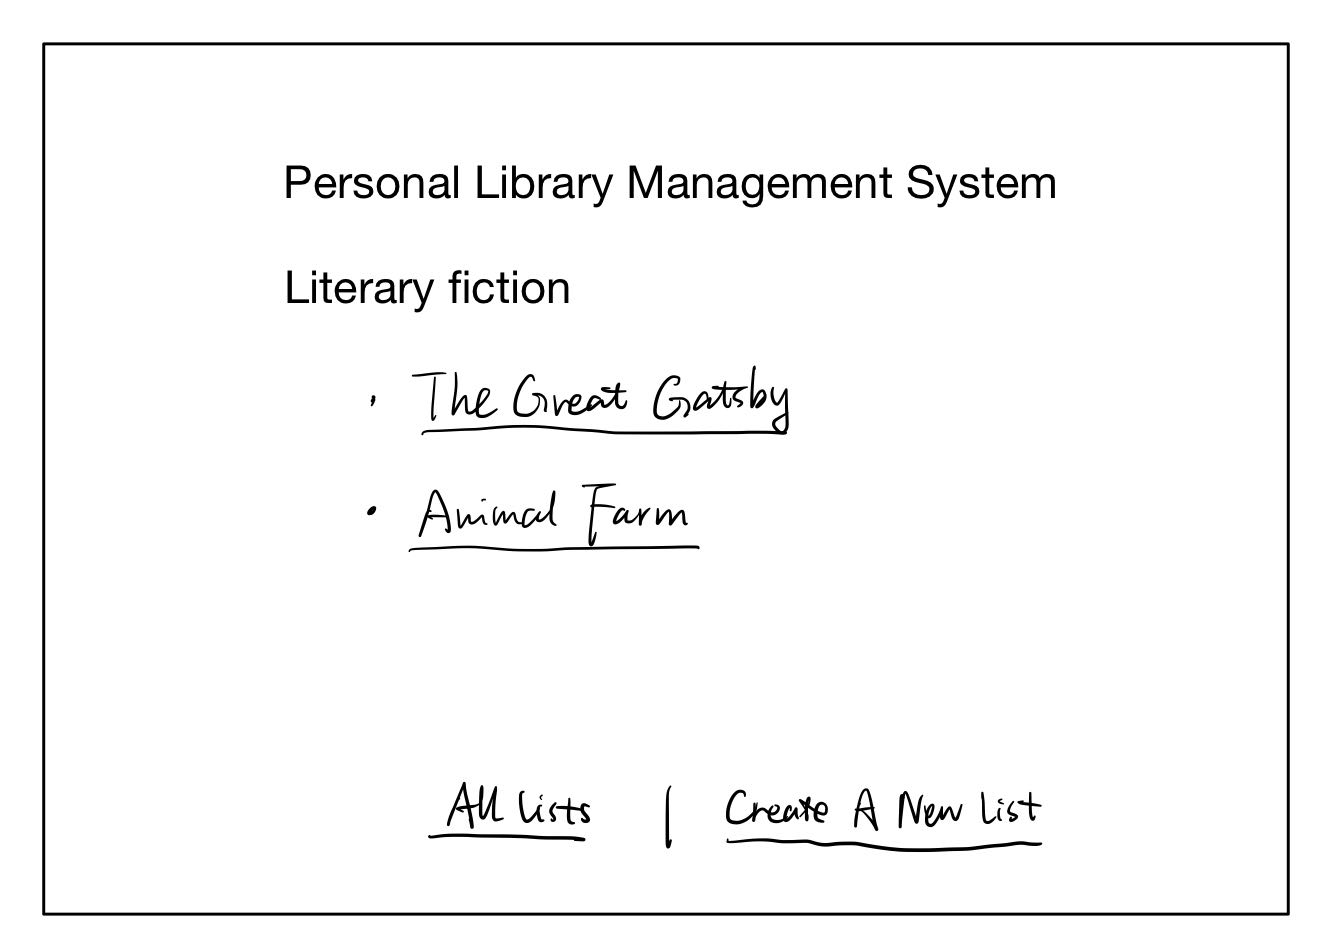 Personal Library Management System
Literary fiction
• The Great Gatsby
• Animal Farm
All Lists | Create A New List